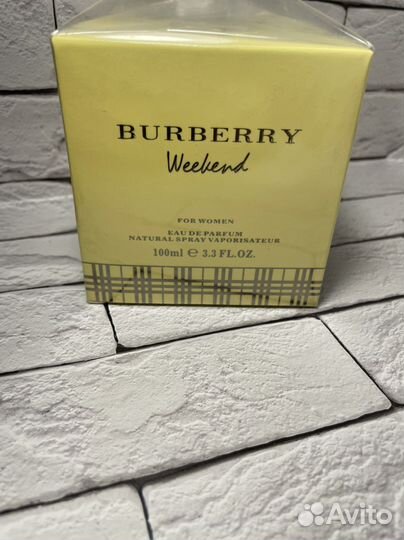 BURBERRY
Weekend
FOR WOMEN
EAU DE PARFUM
NATURAL SPRAY VAPORISATEUR
100ml ℮ 3.3 FL.OZ.
Avito